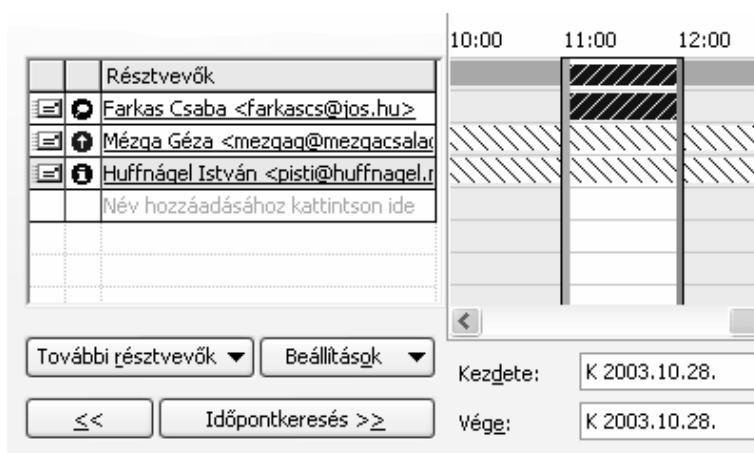 10:00 11:00 12:00
Résztvevők
Farkas Csaba <farkascs@jos.hu>
Mézga Géza <mezgag@mezgacsalad
Huffnágel István <pisti@huffnagel.r
Név hozzáadásához kattintson ide
További résztvevők Beállítások
Kezdete: K 2003.10.28.
<< Időpontkeresés >>
Vége: K 2003.10.28.